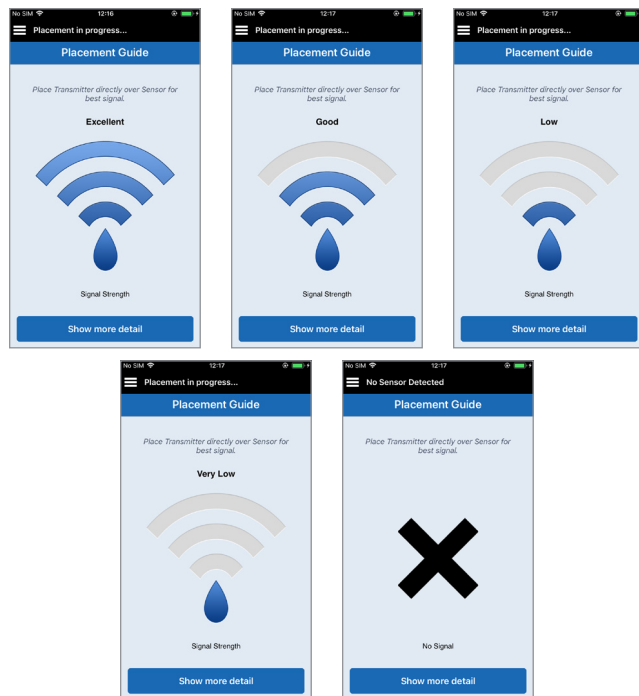 No SIM 12:16
Placement in progress...
Placement Guide
Place Transmitter directly over Sensor for
best signal.
Excellent
Signal Strength
Show more detail
No SIM 12:17
Placement in progress...
Placement Guide
Place Transmitter directly over Sensor for
best signal.
Good
Signal Strength
Show more detail
No SIM 12:17
Placement in progress...
Placement Guide
Place Transmitter directly over Sensor for
best signal.
Low
Signal Strength
Show more detail
No SIM 12:17
Placement in progress...
Placement Guide
Place Transmitter directly over Sensor for
best signal.
Very Low
Signal Strength
Show more detail
No SIM 12:17
No Sensor Detected
Placement Guide
Place Transmitter directly over Sensor for
best signal.
No Signal
Show more detail